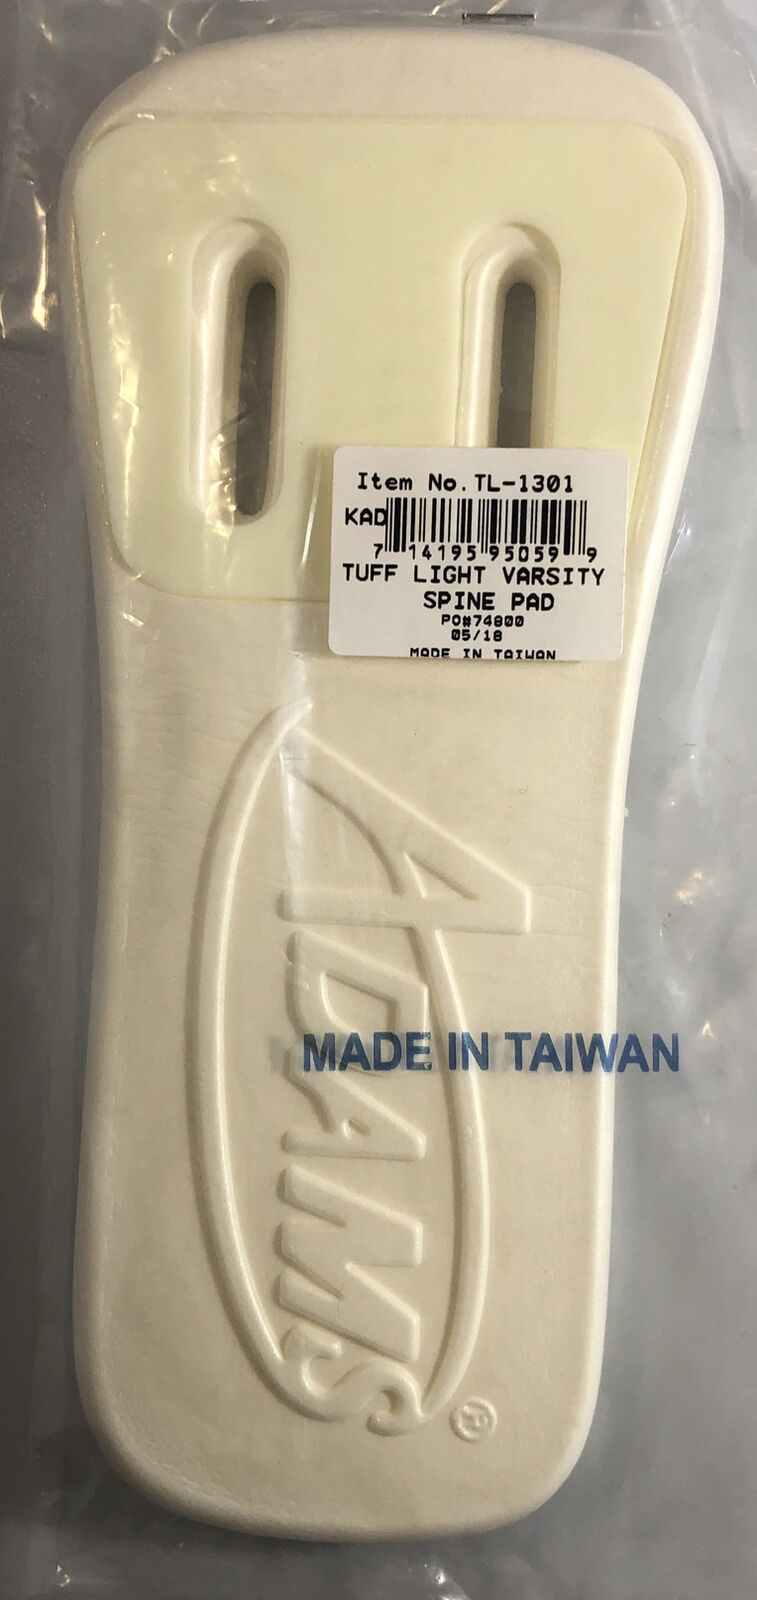 Item No.TL-1301
KAD
7 14195 95059 9
TUFF LIGHT VARSITY
SPINE PAD
PO#74800
05/18
MADE IN TAIWAN
ADAMS ®
MADE IN TAIWAN